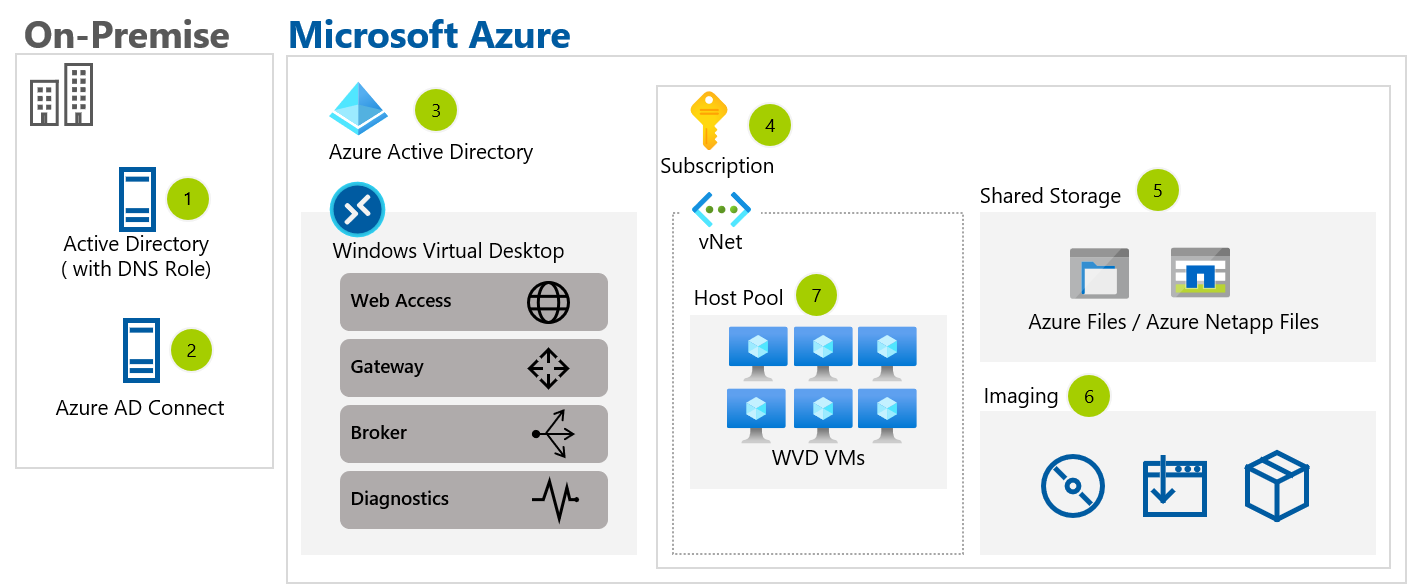 On-Premise
Microsoft Azure
1
Active Directory
( with DNS Role)
2
Azure AD Connect
3
Azure Active Directory
Windows Virtual Desktop
Web Access
Gateway
Broker
Diagnostics
4
Subscription
vNet
Host Pool
7
WVD VMs
Shared Storage
5
Azure Files / Azure Netapp Files
Imaging
6